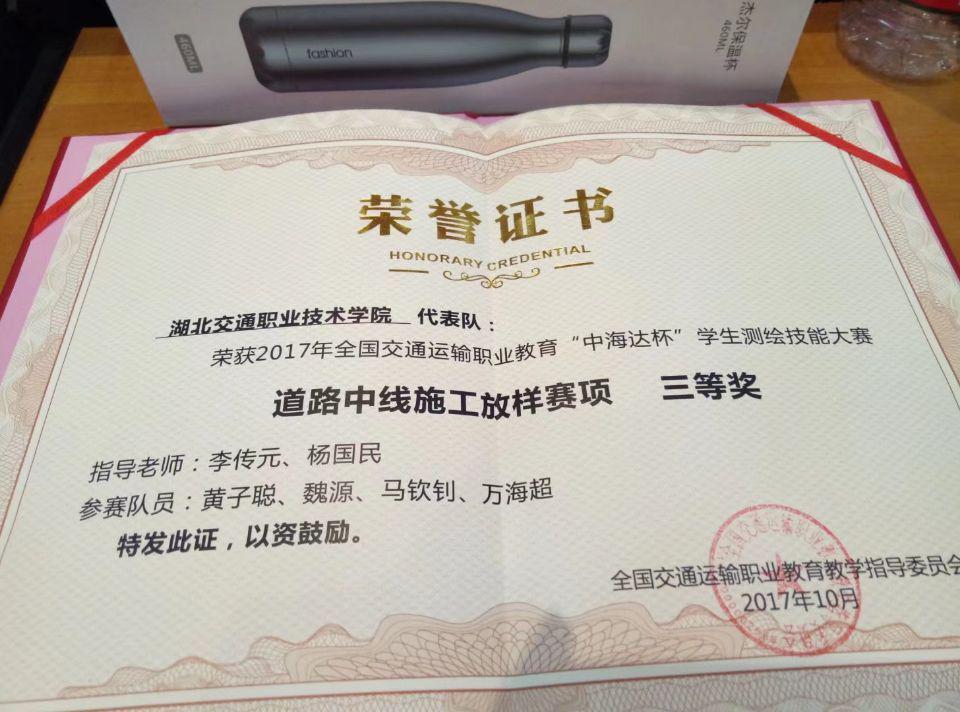 460ML
fashion
杰尔保温杯
460ML
荣誉证书
HONORARY CREDENTIAL
湖北交通职业技术学院 代表队：
荣获2017年全国交通运输职业教育“中海达杯”学生测绘技能大赛
道路中线施工放样赛项 三等奖
指导老师：李传元、杨国民
参赛队员：黄子聪、魏源、马钦钊、万海超
特发此证，以资鼓励。
全国交通运输职业教育教学指导委员会
2017年10月